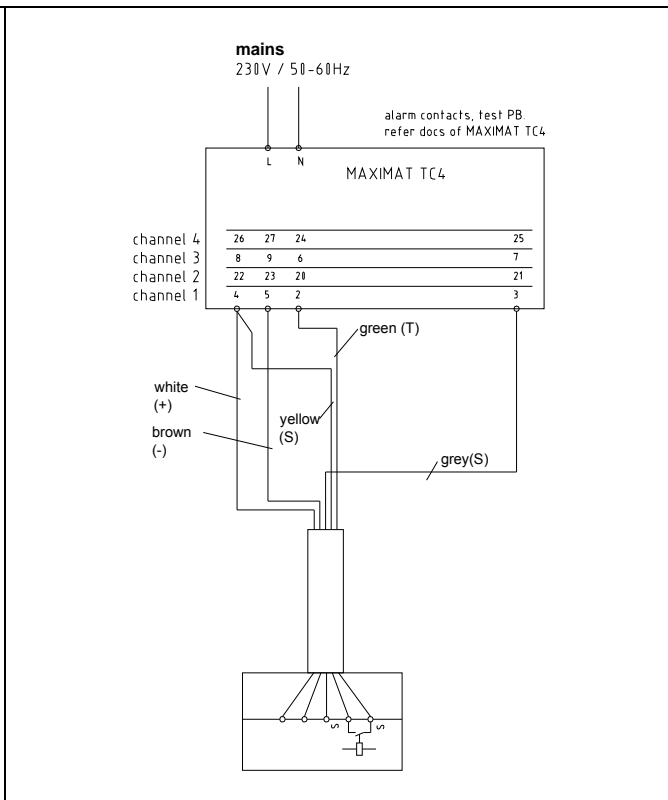 mains
230V / 50-60Hz
alarm contacts, test PB.
refer docs of MAXIMAT TC4
L N
MAXIMAT TC4
channel 4 26 27 24 25
channel 3 8 9 6 7
channel 2 22 23 20 21
channel 1 4 5 2 3
green (T)
white
(+)
yellow
(S)
brown
(-)
grey(S)
S S